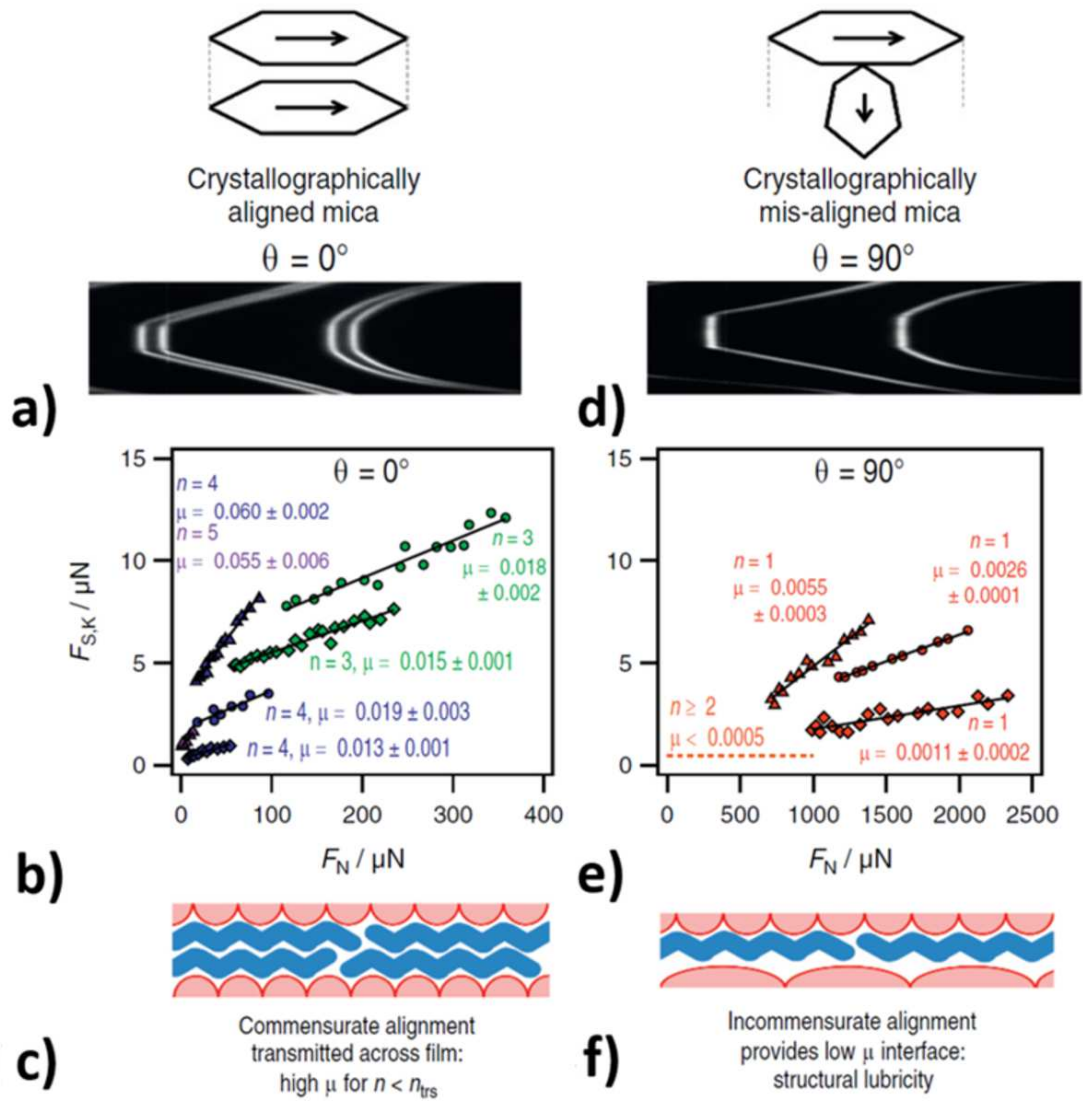 Crystallographically
aligned mica
θ = 0°
a)
Crystallographically
mis-aligned mica
θ = 90°
d)
15
10
5
0
F_S,K / μN
θ = 0°
n = 4
μ = 0.060 ± 0.002
n = 5
μ = 0.055 ± 0.006
n = 3
μ = 0.018
± 0.002
n = 3, μ = 0.015 ± 0.001
n = 4, μ = 0.019 ± 0.003
n = 4, μ = 0.013 ± 0.001
0 100 200 300 400
F_N / μN
b)
15
10
5
0
θ = 90°
n = 1
μ = 0.0055
± 0.0003
n = 1
μ = 0.0026
± 0.0001
n ≥ 2
μ < 0.0005
n = 1
μ = 0.0011 ± 0.0002
0 500 1000 1500 2000 2500
F_N / μN
e)
Commensurate alignment
transmitted across film:
high μ for n < n_trs
c)
Incommensurate alignment
provides low μ interface:
structural lubricity
f)